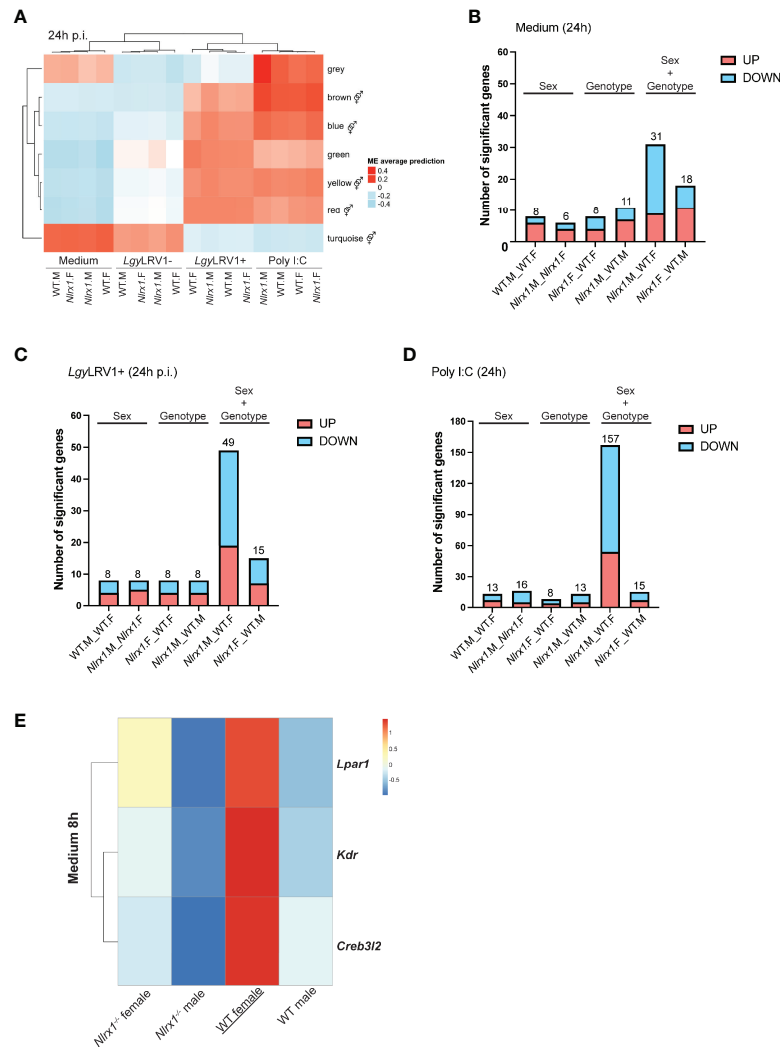 A
24h p.i.
grey
brown ⚤
blue ⚤
green
yellow ⚤
red ⚤
turquoise ⚤
ME average prediction
0.4
0.2
0
-0.2
-0.4
Medium LgyLRV1- LgyLRV1+ Poly I:C
WT.M Nlrx1.F Nlrx1.M WT.F WT.M Nlrx1.F Nlrx1.M WT.F Nlrx1.F Nlrx1.M WT.M WT.F Nlrx1.M WT.M WT.F Nlrx1.F
B
Medium (24h)
UP
DOWN
Sex
+
Sex Genotype Genotype
Number of significant genes
60
50
40
30
20
10
10
0
8 6 8 11 31 18
WT.M_WT.F Nlrx1.M_Nlrx1.F Nlrx1.F_WT.F Nlrx1.M_WT.M Nlrx1.M_WT.F Nlrx1.F_WT.M
C
LgyLRV1+ (24h p.i.)
Sex
+
Sex Genotype Genotype
UP
DOWN
Number of significant genes
60
50
40
30
20
10
0
8 8 8 8 49 15
WT.M_WT.F Nlrx1.M_Nlrx1.F Nlrx1.F_WT.F Nlrx1.M_WT.M Nlrx1.M_WT.F Nlrx1.F_WT.M
D
Poly I:C (24h)
Sex
+
Sex Genotype Genotype
UP
DOWN
Number of significant genes
180
150
120
90
60
30
0
13 16 8 13 157 15
WT.M_WT.F Nlrx1.M_Nlrx1.F Nlrx1.F_WT.F Nlrx1.M_WT.M Nlrx1.M_WT.F Nlrx1.F_WT.M
E
Medium 8h
Lpar1
Kdr
Creb3l2
1
0.5
0
-0.5
Nlrx1-/- female Nlrx1-/- male WT female WT male